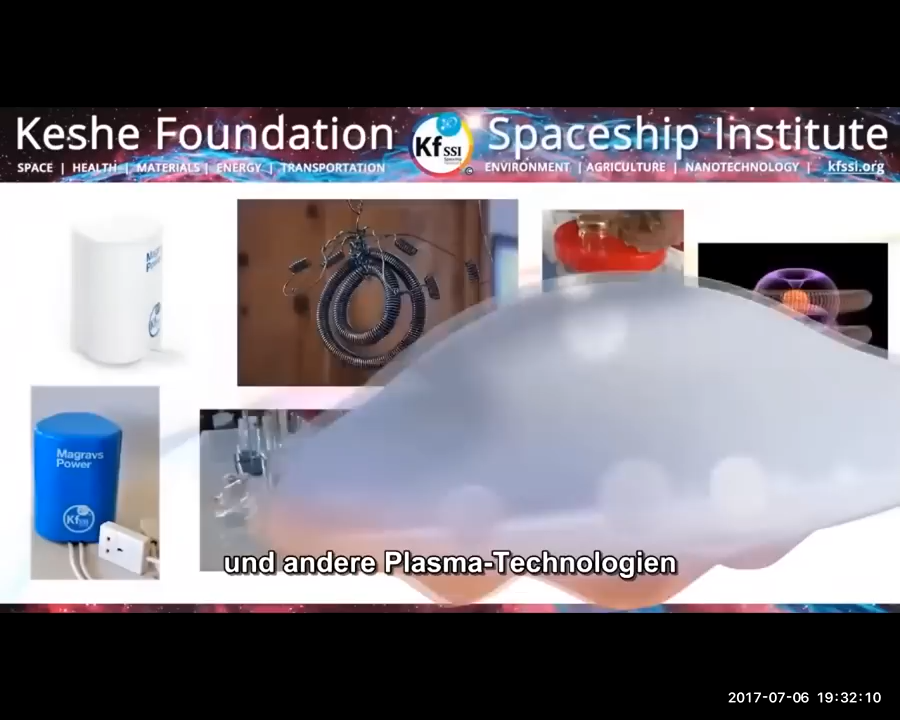 Keshe Foundation
Kf SSI
Spaceship Institute
SPACE | HEALTH | MATERIALS | ENERGY | TRANSPORTATION
ENVIRONMENT | AGRICULTURE | NANOTECHNOLOGY | kfssi.org
Magravs
Power
Kf
und andere Plasma-Technologien
2017-07-06 19:32:10